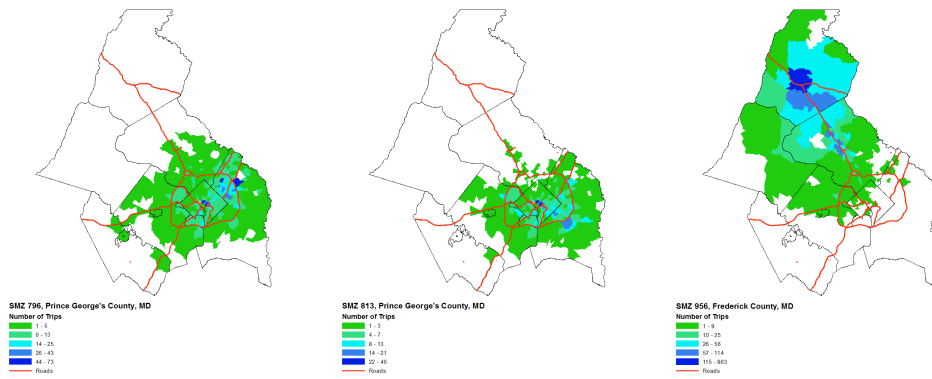 SMZ 796, Prince George's County, MD
Number of Trips
1 - 5
6 - 13
14 - 25
26 - 43
44 - 73
Roads
SMZ 813, Prince George's County, MD
Number of Trips
1 - 3
4 - 7
8 - 13
14 - 21
22 - 46
Roads
SMZ 956, Frederick County, MD
Number of Trips
1 - 9
10 - 25
26 - 56
57 - 114
115 - 863
Roads